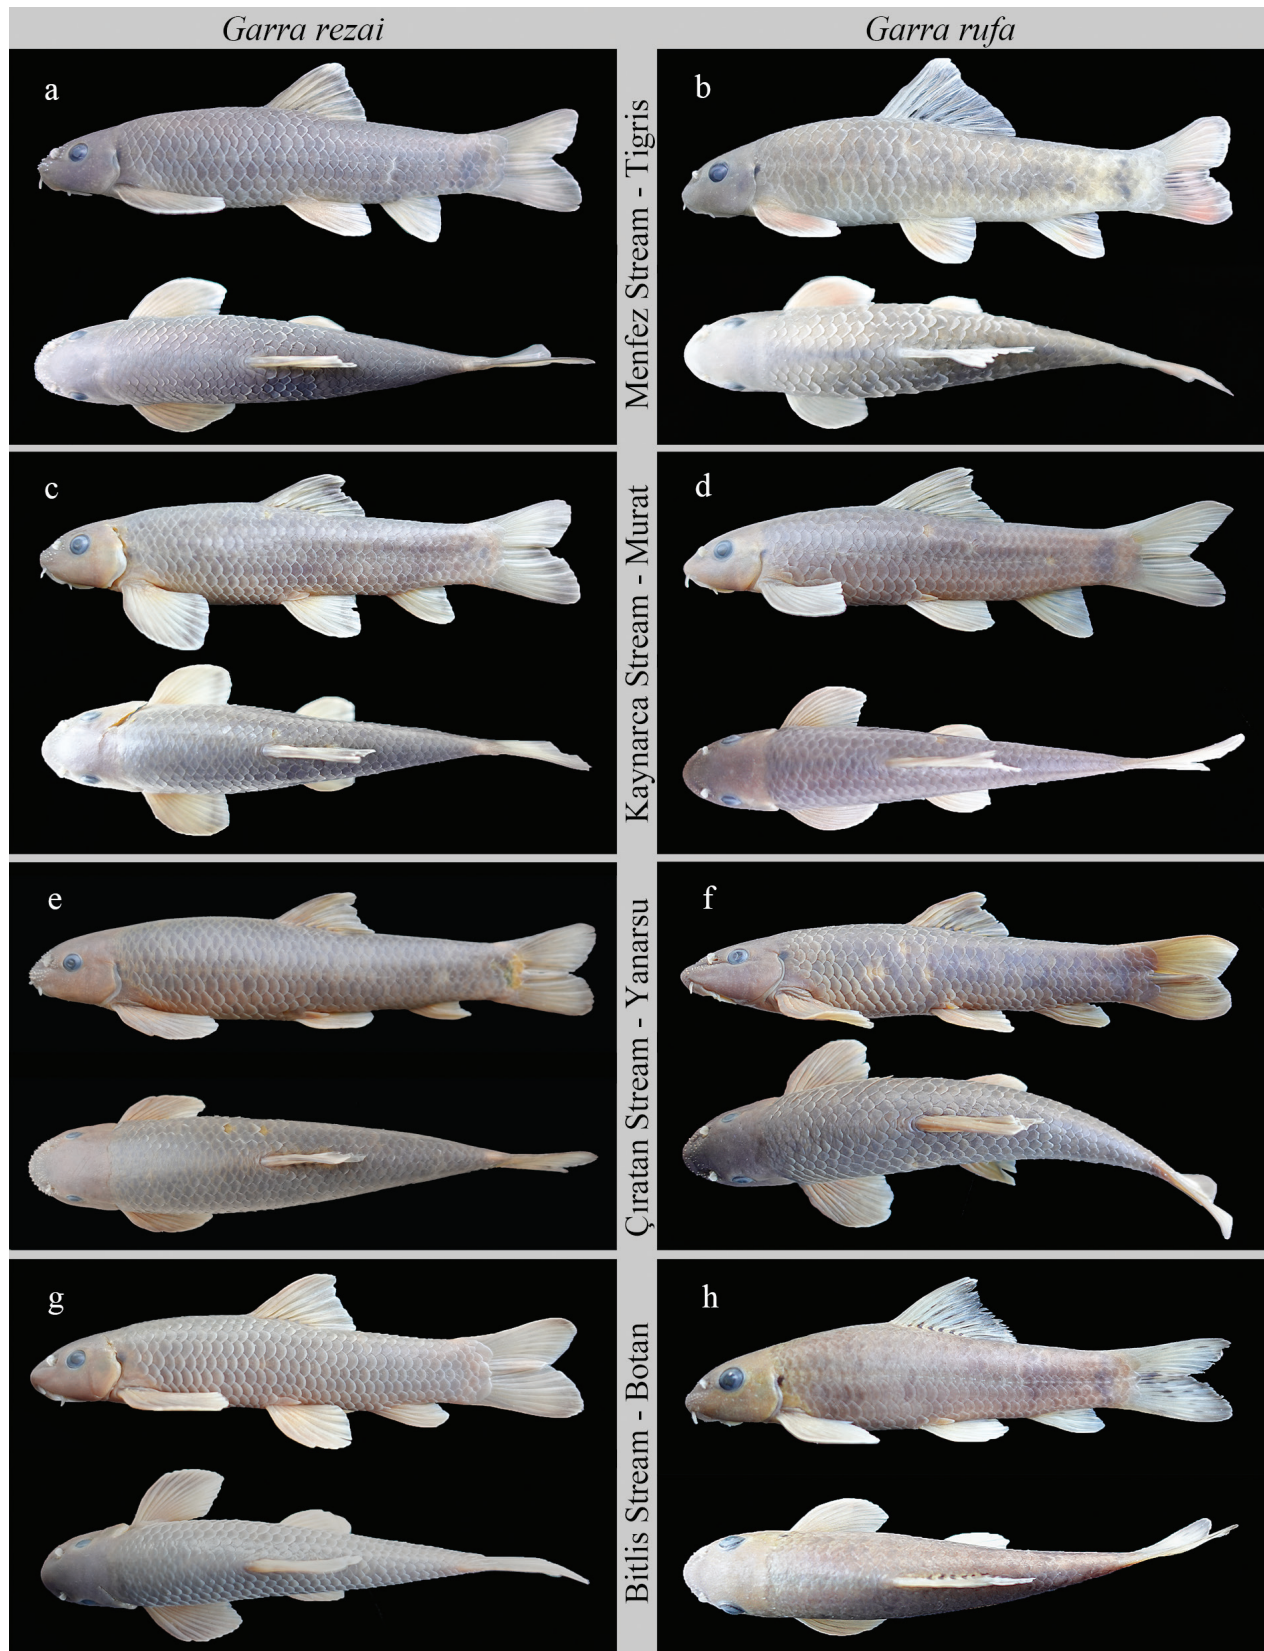 Garra rezai
Garra rufa
a
b
Menfez Stream - Tigris
c
d
Kaynarca Stream - Murat
e
f
Çıratan Stream - Yanarsu
g
h
Bitlis Stream - Botan